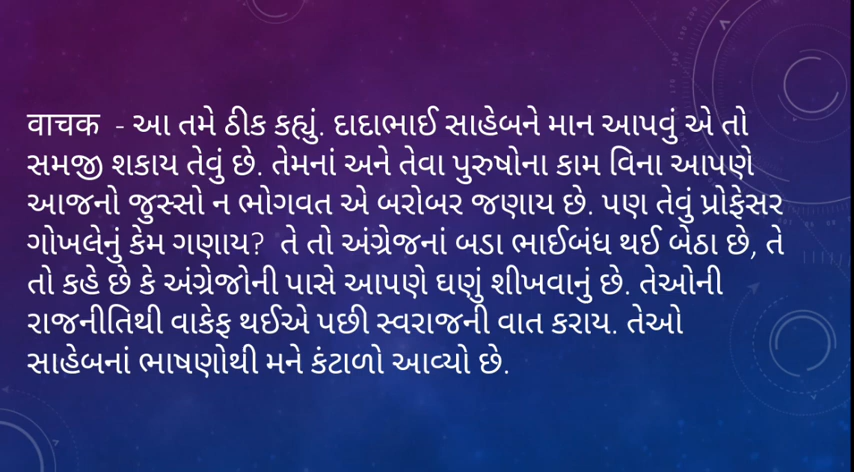 वाचक - આ તમે ઠીક કહ્યું. દાદાભાઈ સાહેબને માન આપવું એ તો
સમજી શકાય તેવું છે. તેમનાં અને તેવા પુરુષોના કામ વિના આપણે
આજનો જુસ્સો ન ભોગવત એ બરોબર જણાય છે. પણ તેવું પ્રોફેસર
ગોખલેનું કેમ ગણાય? તે તો અંગ્રેજનાં બડા ભાઈબંધ થઈ બેઠા છે, તે
તો કહે છે કે અંગ્રેજોની પાસે આપણે ઘણું શીખવાનું છે. તેઓની
રાજનીતિથી વાકેફ થઈએ પછી સ્વરાજની વાત કરાય. તેઓ
સાહેબનાં ભાષણોથી મને કંટાળો આવ્યો છે.